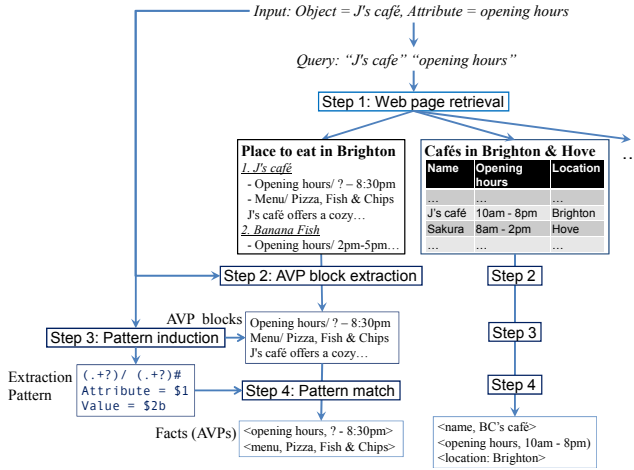 Input: Object = J's café, Attribute = opening hours
Query: “J's cafe” “opening hours”
Step 1: Web page retrieval
Place to eat in Brighton
1. J's café
- Opening hours/ ? – 8:30pm
- Menu/ Pizza, Fish & Chips
J's café offers a cozy…
2. Banana Fish
- Opening hours/ 2pm-5pm…
Cafés in Brighton & Hove
Name Opening hours Location
… … …
J's café 10am - 8pm Brighton
Sakura 8am - 2pm Hove
… … …
…
Step 2: AVP block extraction
Step 2
AVP blocks
Opening hours/ ? – 8:30pm
Menu/ Pizza, Fish & Chips
J's café offers a cozy…
Step 3: Pattern induction
Step 3
Extraction
Pattern
(.+?)/ (.+?)#
Attribute = $1
Value = $2b
Step 4: Pattern match
Step 4
Facts (AVPs)
<opening hours, ? - 8:30pm>
<menu, Pizza, Fish & Chips>
<name, BC's café>
<opening hours, 10am - 8pm)
<location: Brighton>